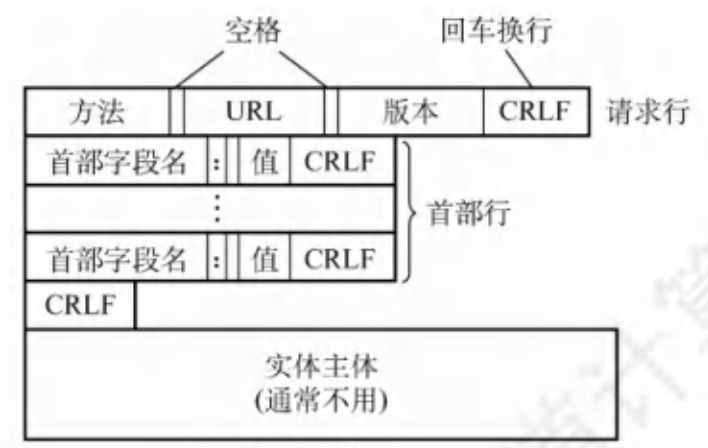 空格 回车换行
方法 URL 版本 CRLF 请求行
首部字段名 : 值 CRLF
⋮ 首部行
首部字段名 : 值 CRLF
CRLF
实体主体
(通常不用)